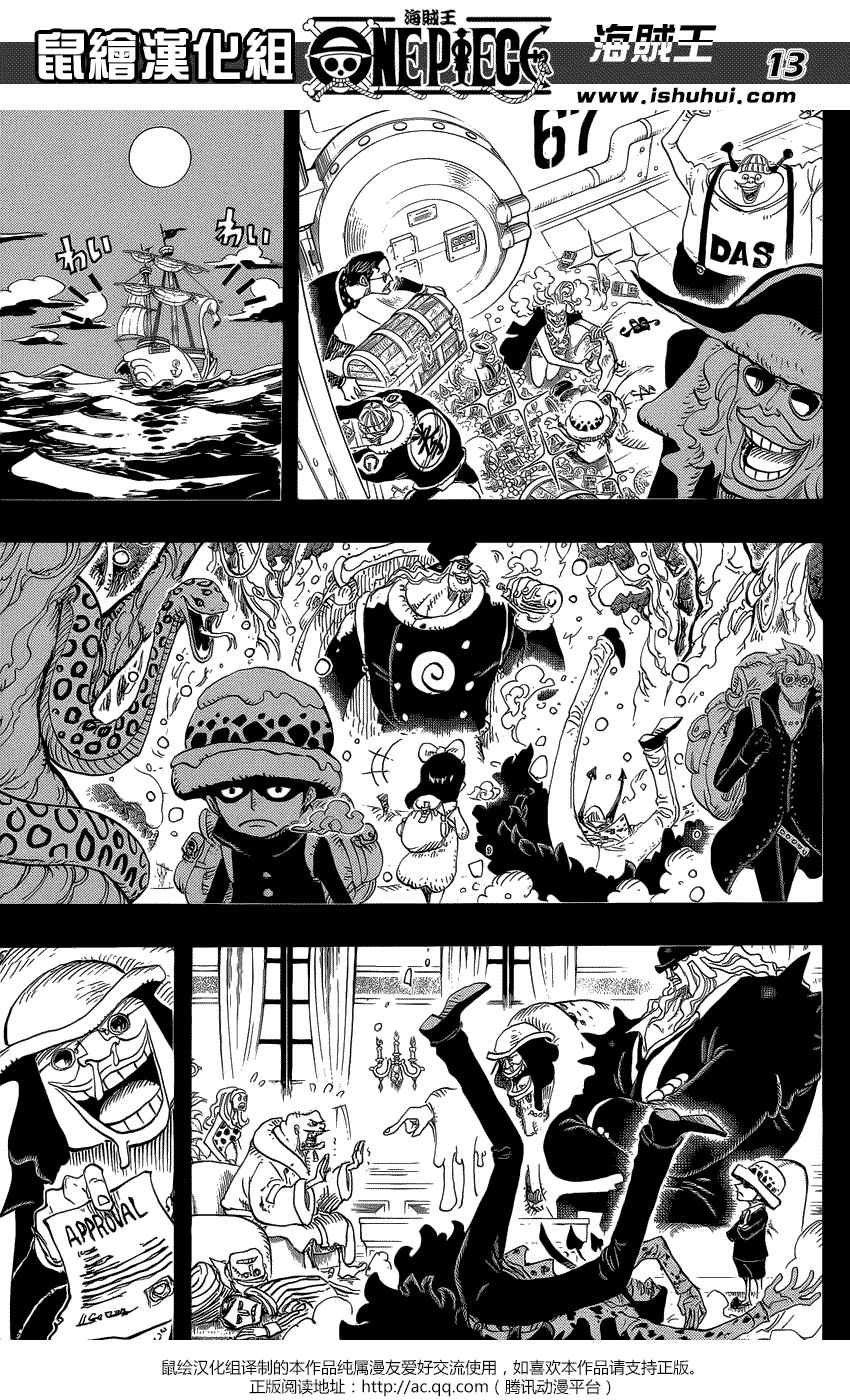 鼠繪漢化組
海賊王
ONE PIECE
海賊王
13
www.ishuhui.com
わい
わい
67
DAS
APPROVAL
鼠绘汉化组译制的本作品纯属漫友爱好交流使用，如喜欢本作品请支持正版。
正版阅读地址：http://ac.qq.com（腾讯动漫平台）